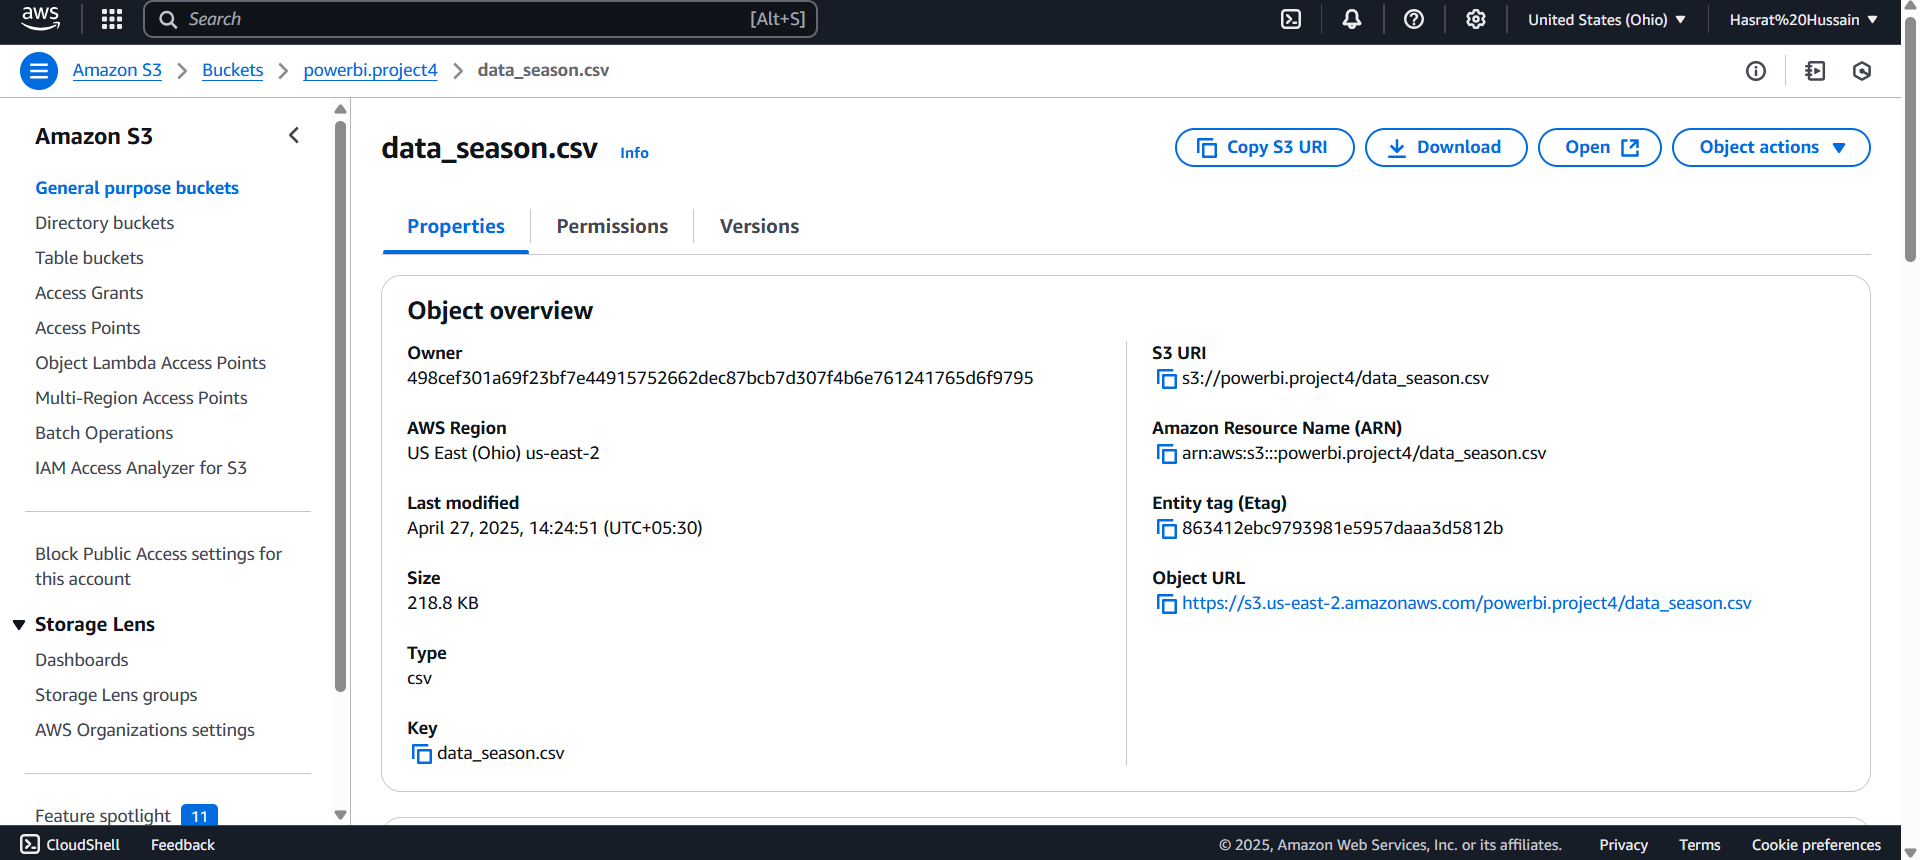 aws
Search
[Alt+S]
United States (Ohio)
Hasrat%20Hussain
Amazon S3
Buckets
powerbi.project4
data_season.csv
Amazon S3
General purpose buckets
Directory buckets
Table buckets
Access Grants
Access Points
Object Lambda Access Points
Multi-Region Access Points
Batch Operations
IAM Access Analyzer for S3
Block Public Access settings for
this account
Storage Lens
Dashboards
Storage Lens groups
AWS Organizations settings
Feature spotlight 11
data_season.csv Info
Copy S3 URI
Download
Open
Object actions
Properties
Permissions
Versions
Object overview
Owner
498cef301a69f23bf7e44915752662dec87bcb7d307f4b6e761241765d6f9795
AWS Region
US East (Ohio) us-east-2
Last modified
April 27, 2025, 14:24:51 (UTC+05:30)
Size
218.8 KB
Type
csv
Key
data_season.csv
S3 URI
s3://powerbi.project4/data_season.csv
Amazon Resource Name (ARN)
arn:aws:s3:::powerbi.project4/data_season.csv
Entity tag (Etag)
863412ebc9793981e5957daaa3d5812b
Object URL
https://s3.us-east-2.amazonaws.com/powerbi.project4/data_season.csv
CloudShell
Feedback
© 2025, Amazon Web Services, Inc. or its affiliates.
Privacy
Terms
Cookie preferences